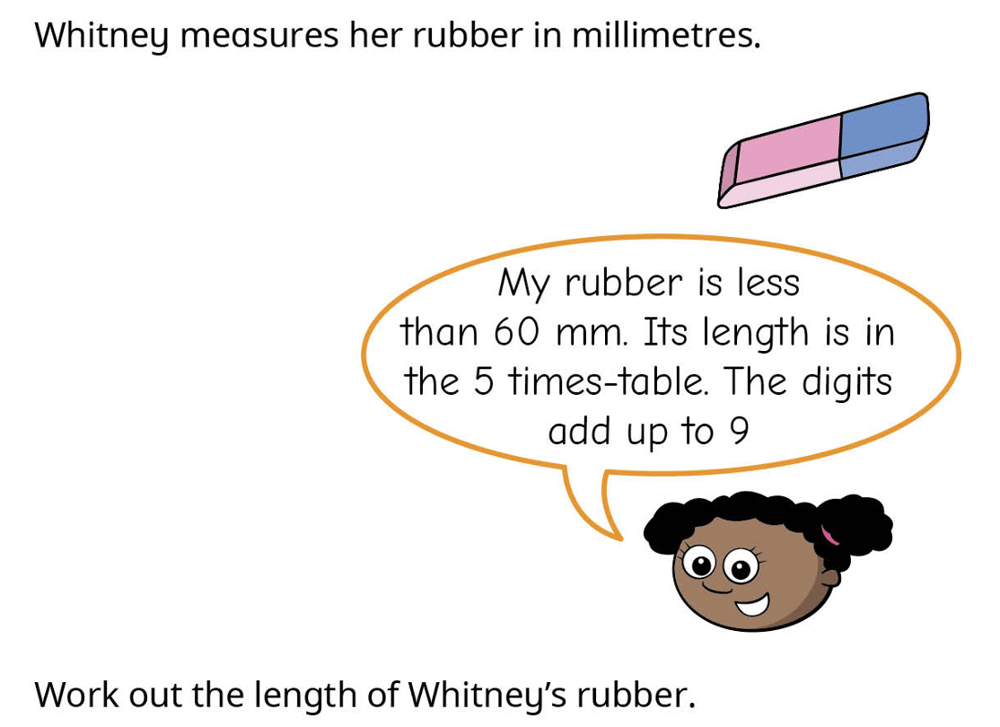 Whitney measures her rubber in millimetres.
My rubber is less
than 60 mm. Its length is in
the 5 times-table. The digits
add up to 9
Work out the length of Whitney’s rubber.